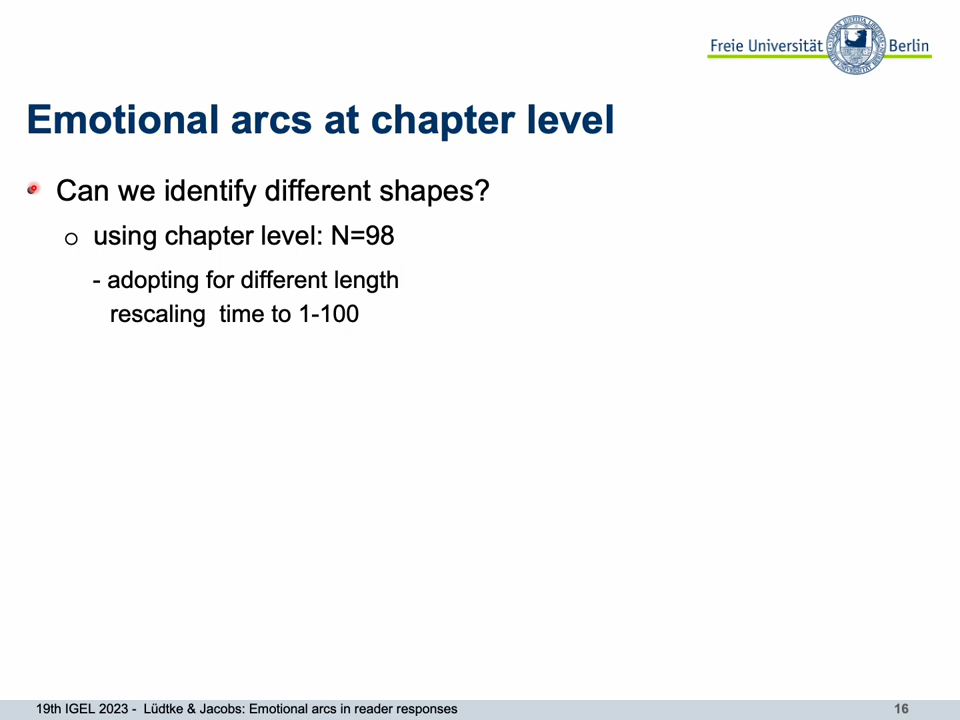 Freie Universität Berlin
Emotional arcs at chapter level
Can we identify different shapes?
using chapter level: N=98
- adopting for different length
rescaling time to 1-100
19th IGEL 2023 - Lüdtke & Jacobs: Emotional arcs in reader responses 16